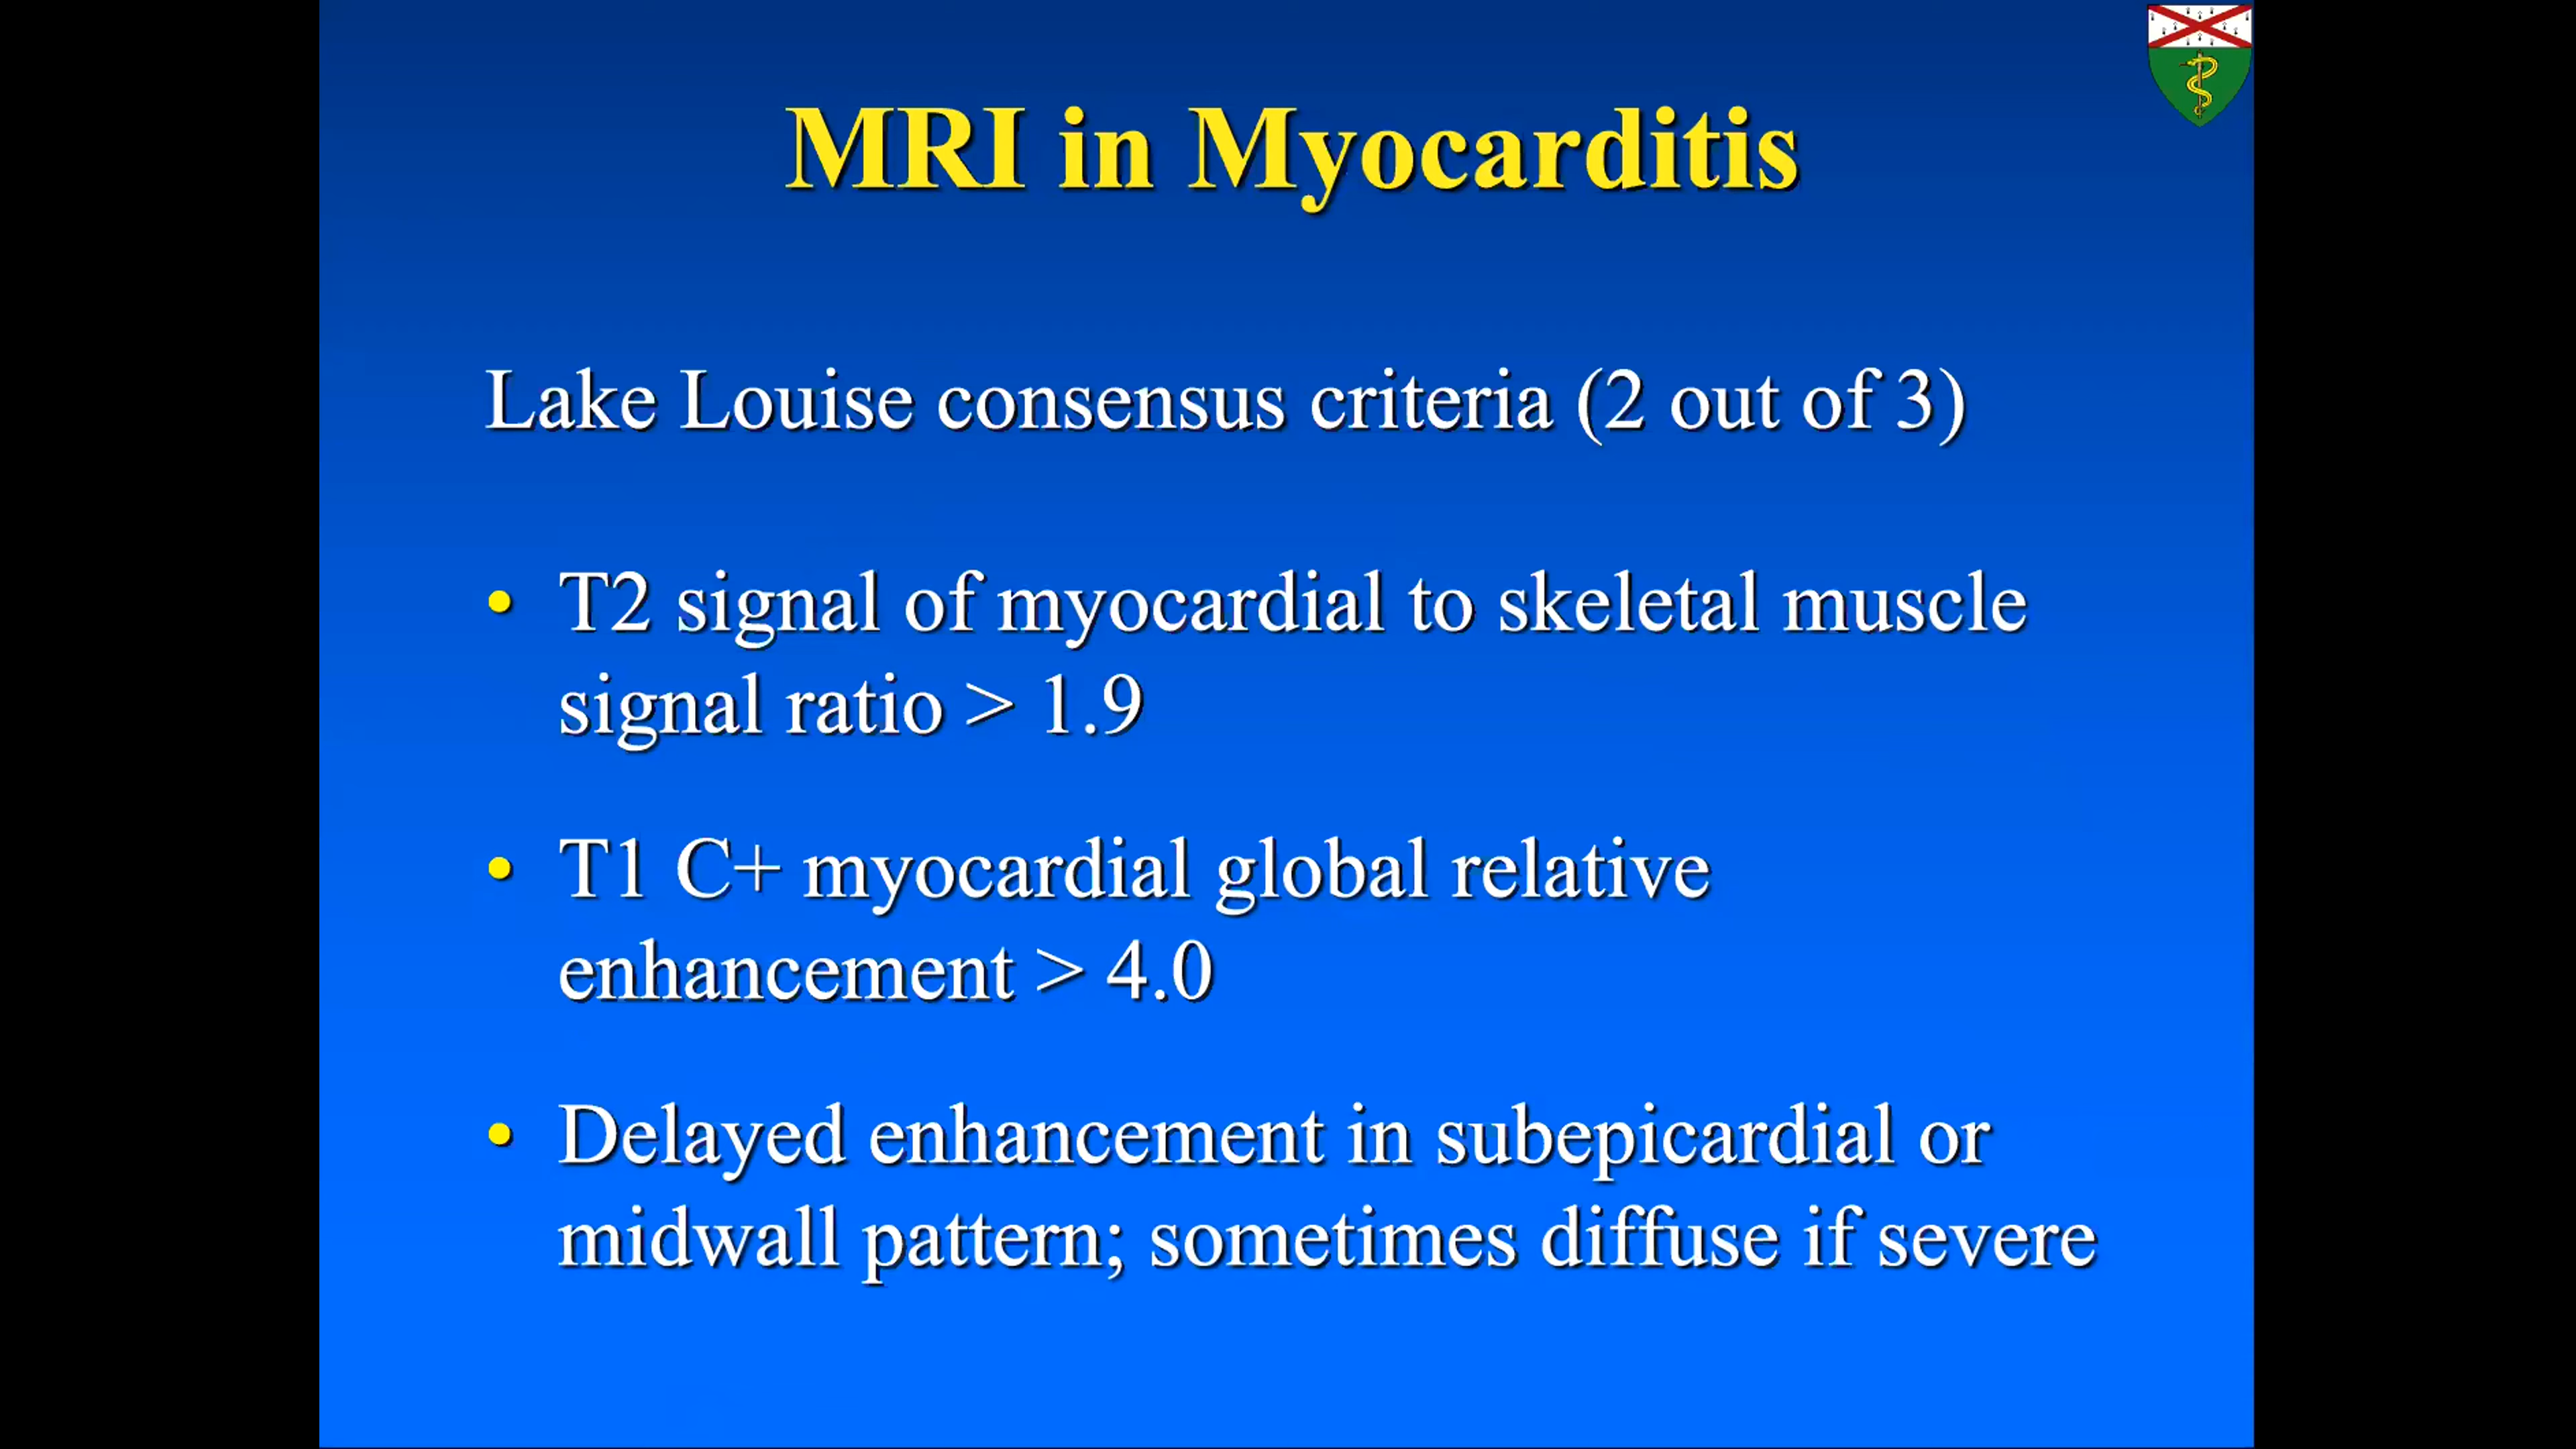 MRI in Myocarditis
Lake Louise consensus criteria (2 out of 3)
• T2 signal of myocardial to skeletal muscle
signal ratio > 1.9
• T1 C+ myocardial global relative
enhancement > 4.0
• Delayed enhancement in subepicardial or
midwall pattern; sometimes diffuse if severe